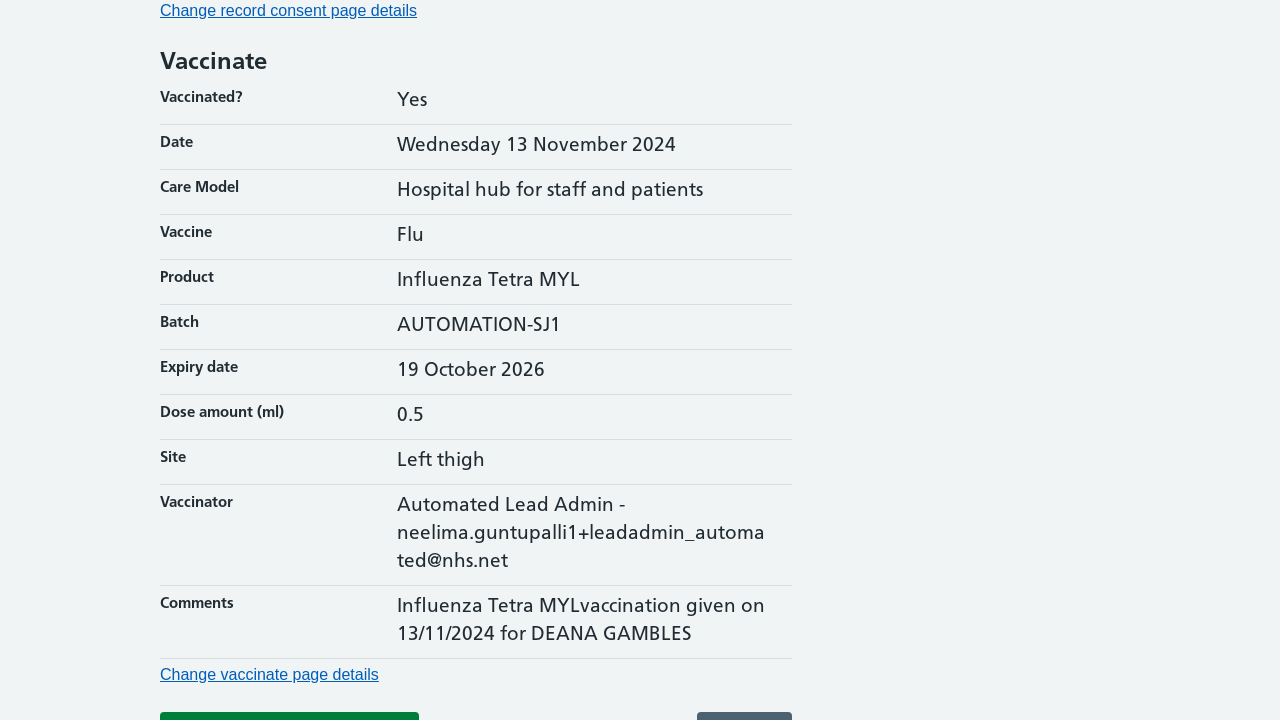 Change record consent page details
Vaccinate
Vaccinated?
Yes
Date
Wednesday 13 November 2024
Care Model
Hospital hub for staff and patients
Vaccine
Flu
Product
Influenza Tetra MYL
Batch
AUTOMATION-SJ1
Expiry date
19 October 2026
Dose amount (ml)
0.5
Site
Left thigh
Vaccinator
Automated Lead Admin -
neelima.guntupalli1+leadadmin_automa
ted@nhs.net
Comments
Influenza Tetra MYLvaccination given on
13/11/2024 for DEANA GAMBLES
Change vaccinate page details